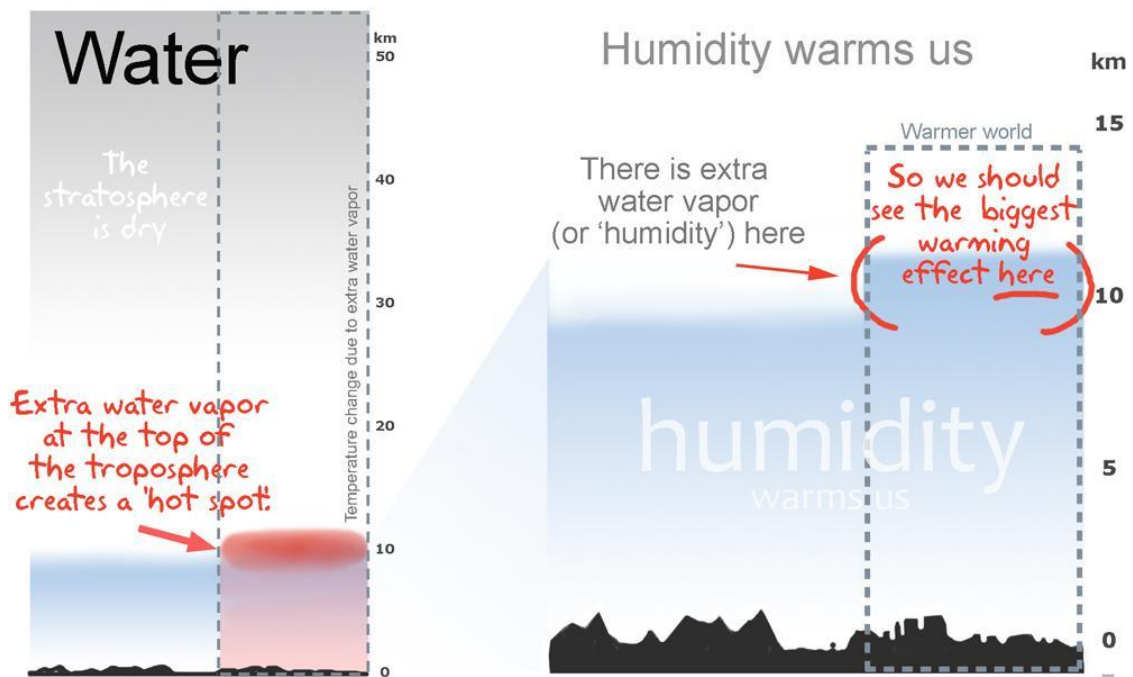 Water
km
50
40
30
20
10
0
The
stratosphere
is dry
Temperature change due to extra water vapor
Extra water vapor
at the top of
the troposphere
creates a 'hot spot'.
Humidity warms us
km
15
10
5
0
Warmer world
There is extra
water vapor
(or 'humidity') here
So we should
see the biggest
warming
effect here
humidity
warms us